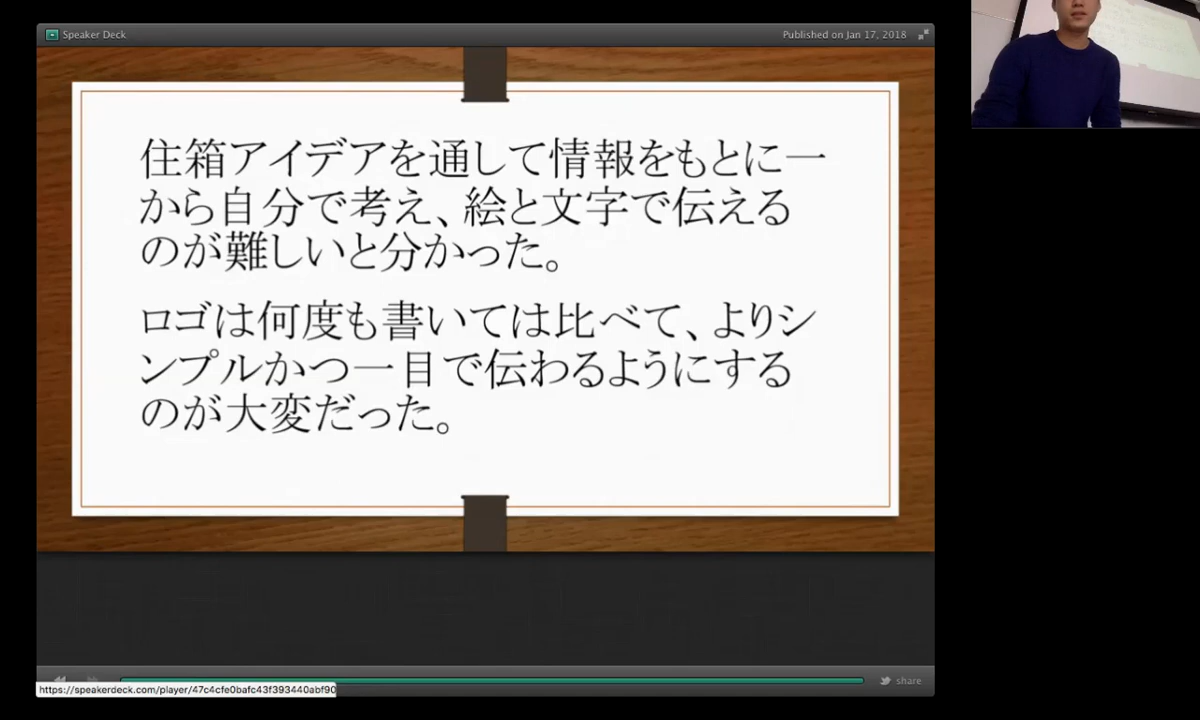 Speaker Deck
Published on Jan 17, 2018
住箱アイデアを通して情報をもとに一
から自分で考え、絵と文字で伝える
のが難しいと分かった。
ロゴは何度も書いては比べて、よりシ
ンプルかつ一目で伝わるようにする
のが大変だった。
https://speakerdeck.com/player/47c4cfe0bafc43f393440abf90
share